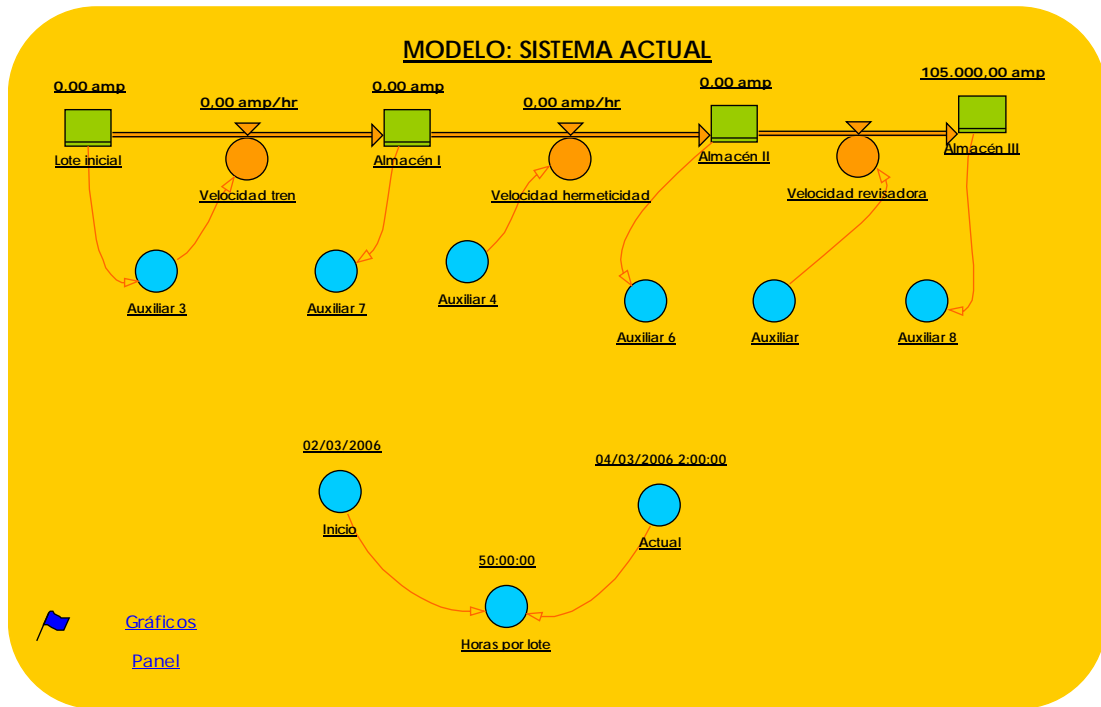 MODELO: SISTEMA ACTUAL
0.00 amp
0,00 amp/hr
0.00 amp
0,00 amp/hr
0.00 amp
105.000,00 amp
Lote inicial
Velocidad tren
Almacén I
Velocidad hermeticidad
Almacén II
Velocidad revisadora
Almacén III
Auxiliar 3
Auxiliar 7
Auxiliar 4
Auxiliar 6
Auxiliar
Auxiliar 8
02/03/2006
04/03/2006 2:00:00
Inicio
Actual
50:00:00
Horas por lote
Gráficos
Panel